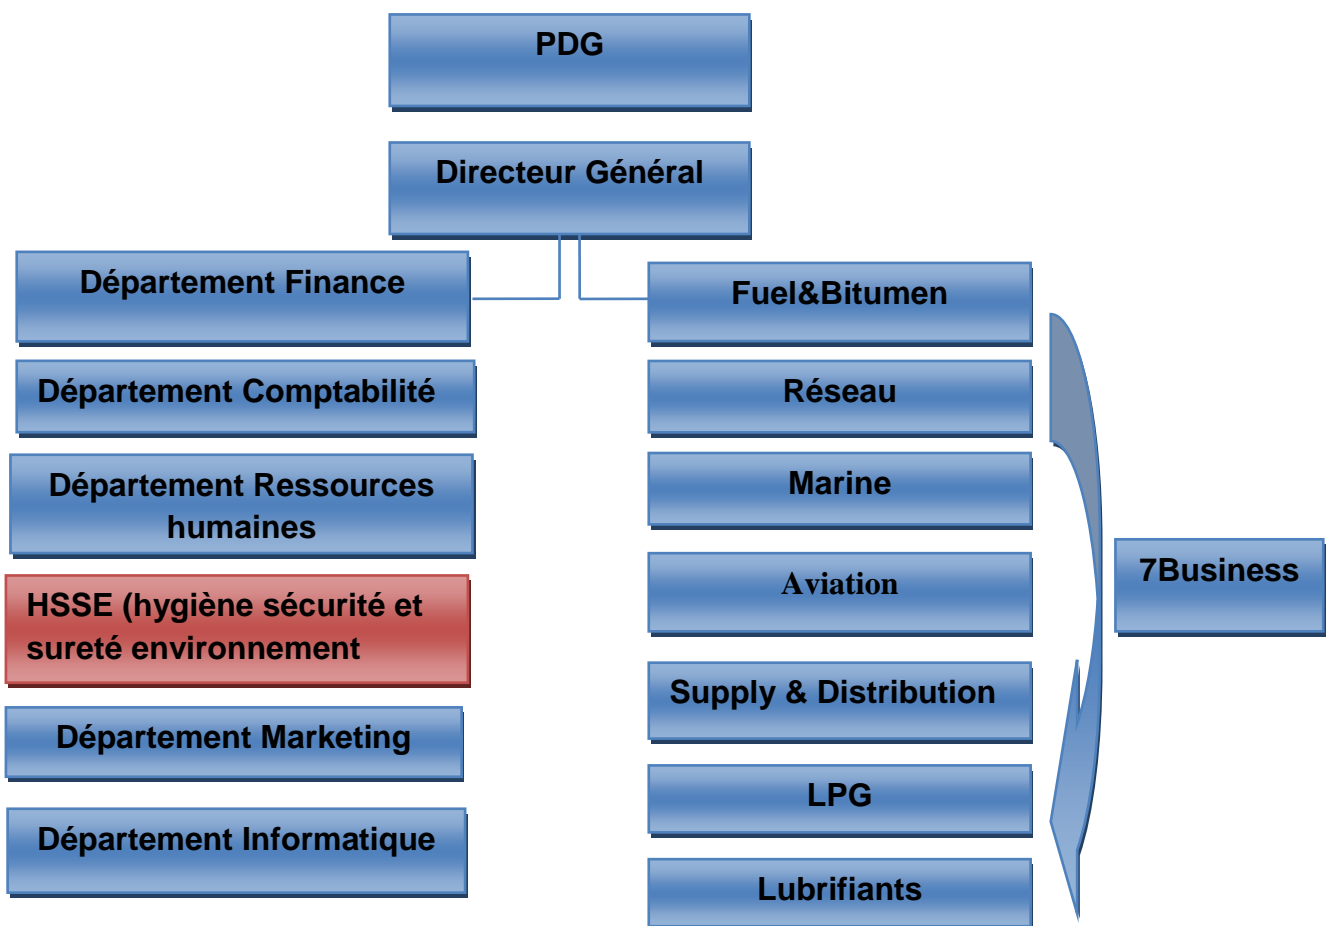 PDG
Directeur Général
Département Finance
Département Comptabilité
Département Ressources
humaines
HSSE (hygiène sécurité et
sureté environnement
Département Marketing
Département Informatique
Fuel&Bitumen
Réseau
Marine
Aviation
Supply & Distribution
LPG
Lubrifiants
7Business